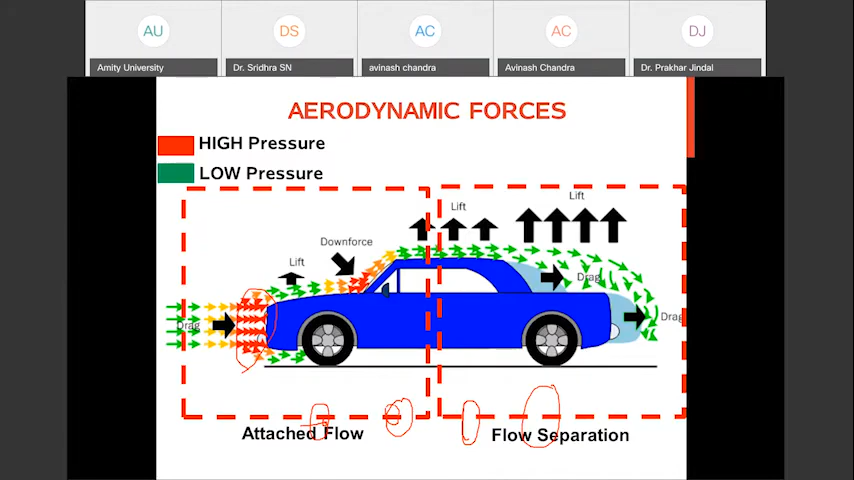 AU
DS
AC
AC
DJ
Amity University
Dr. Sridhra SN
avinash chandra
Avinash Chandra
Dr. Prakhar Jindal
AERODYNAMIC FORCES
HIGH Pressure
LOW Pressure
Lift
Lift
Downforce
Lift
Drag
Drag
Drag
Attached Flow
Flow Separation